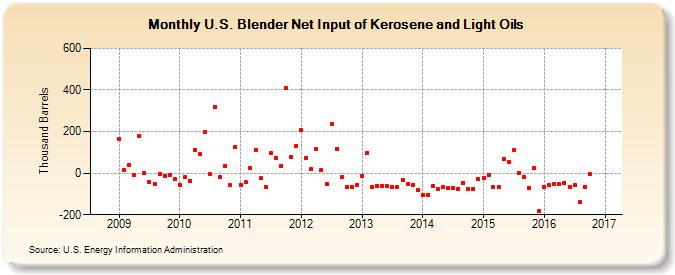 Monthly U.S. Blender Net Input of Kerosene and Light Oils
Thousand Barrels
600
400
200
0
-200
2009 2010 2011 2012 2013 2014 2015 2016 2017
Source: U.S. Energy Information Administration